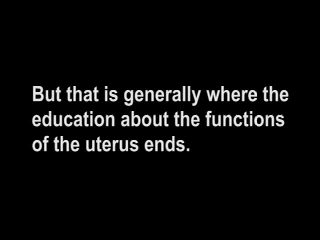 But that is generally where the
education about the functions
of the uterus ends.